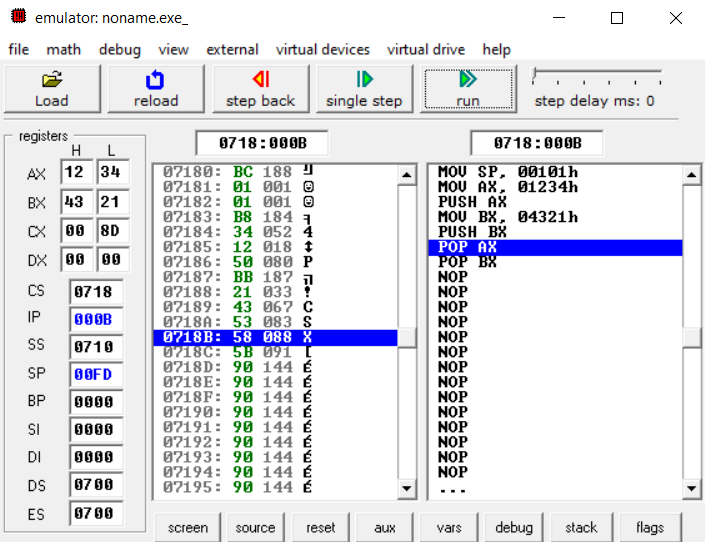 emulator: noname.exe_
file math debug view external virtual devices virtual drive help
Load reload step back single step run step delay ms: 0
registers
H L
AX 12 34
BX 43 21
CX 00 8D
DX 00 00
CS 0718
IP 000B
SS 0710
SP 00FD
BP 0000
SI 0000
DI 0000
DS 0700
ES 0700
0718:000B
07180: BC 188 ╝
07181: 01 001 ☺
07182: 01 001 ☺
07183: B8 184 ╕
07184: 34 052 4
07185: 12 018 ↕
07186: 50 080 P
07187: BB 187 ╗
07188: 21 033 !
07189: 43 067 C
0718A: 53 083 S
0718B: 58 088 X
0718C: 5B 091 [
0718D: 90 144 É
0718E: 90 144 É
0718F: 90 144 É
07190: 90 144 É
07191: 90 144 É
07192: 90 144 É
07193: 90 144 É
07194: 90 144 É
07195: 90 144 É
0718:000B
MOV SP, 00101h
MOV AX, 01234h
PUSH AX
MOV BX, 04321h
PUSH BX
POP AX
POP BX
NOP
NOP
NOP
NOP
NOP
NOP
NOP
NOP
NOP
NOP
NOP
NOP
NOP
NOP
...
screen source reset aux vars debug stack flags